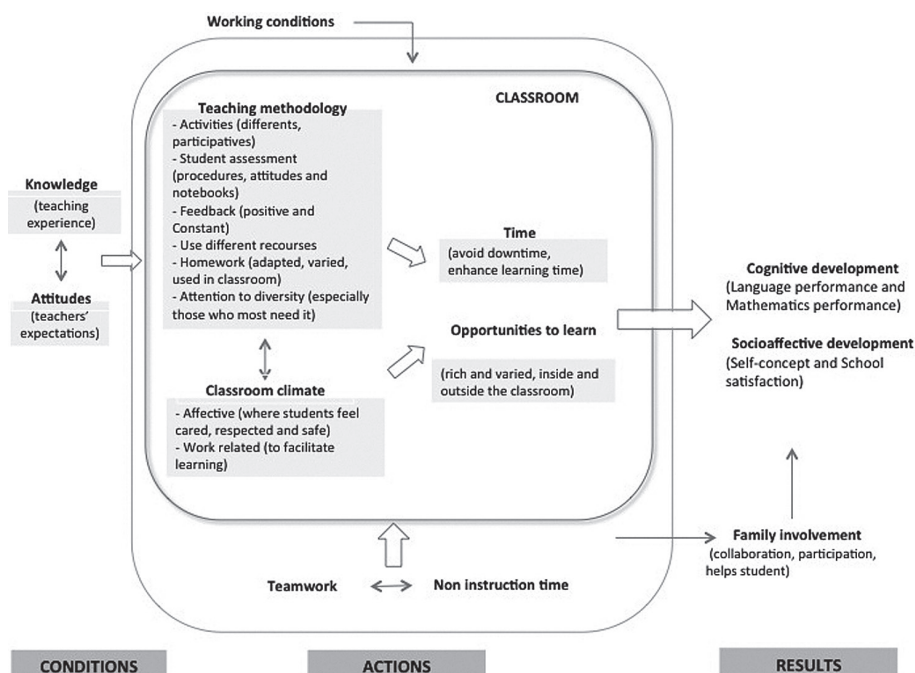 Working conditions
CLASSROOM
Teaching methodology
- Activities (differents,
participatives)
- Student assessment
(procedures, attitudes and
notebooks)
- Feedback (positive and
Constant)
- Use different recourses
- Homework (adapted, varied,
used in classroom)
- Attention to diversity (especially
those who most need it)
Knowledge
(teaching
experience)
Attitudes
(teachers'
expectations)
Time
(avoid downtime,
enhance learning time)
Opportunities to learn
(rich and varied, inside and
outside the classroom)
Classroom climate
- Affective (where students feel
cared, respected and safe)
- Work related (to facilitate
learning)
Cognitive development
(Language performance and
Mathematics performance)
Socioaffective development
(Self-concept and School
satisfaction)
Family involvement
(collaboration, participation,
helps student)
Teamwork
Non instruction time
CONDITIONS
ACTIONS
RESULTS